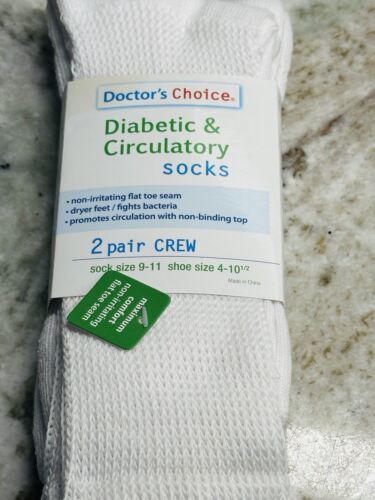 Doctor's Choice®
Diabetic &
Circulatory
socks
• non-irritating flat toe seam
• dryer feet / fights bacteria
• promotes circulation with non-binding top
2 pair CREW
sock size 9-11 shoe size 4-10 1/2
Made in China
maximum
comfort
non-irritating
flat toe seam